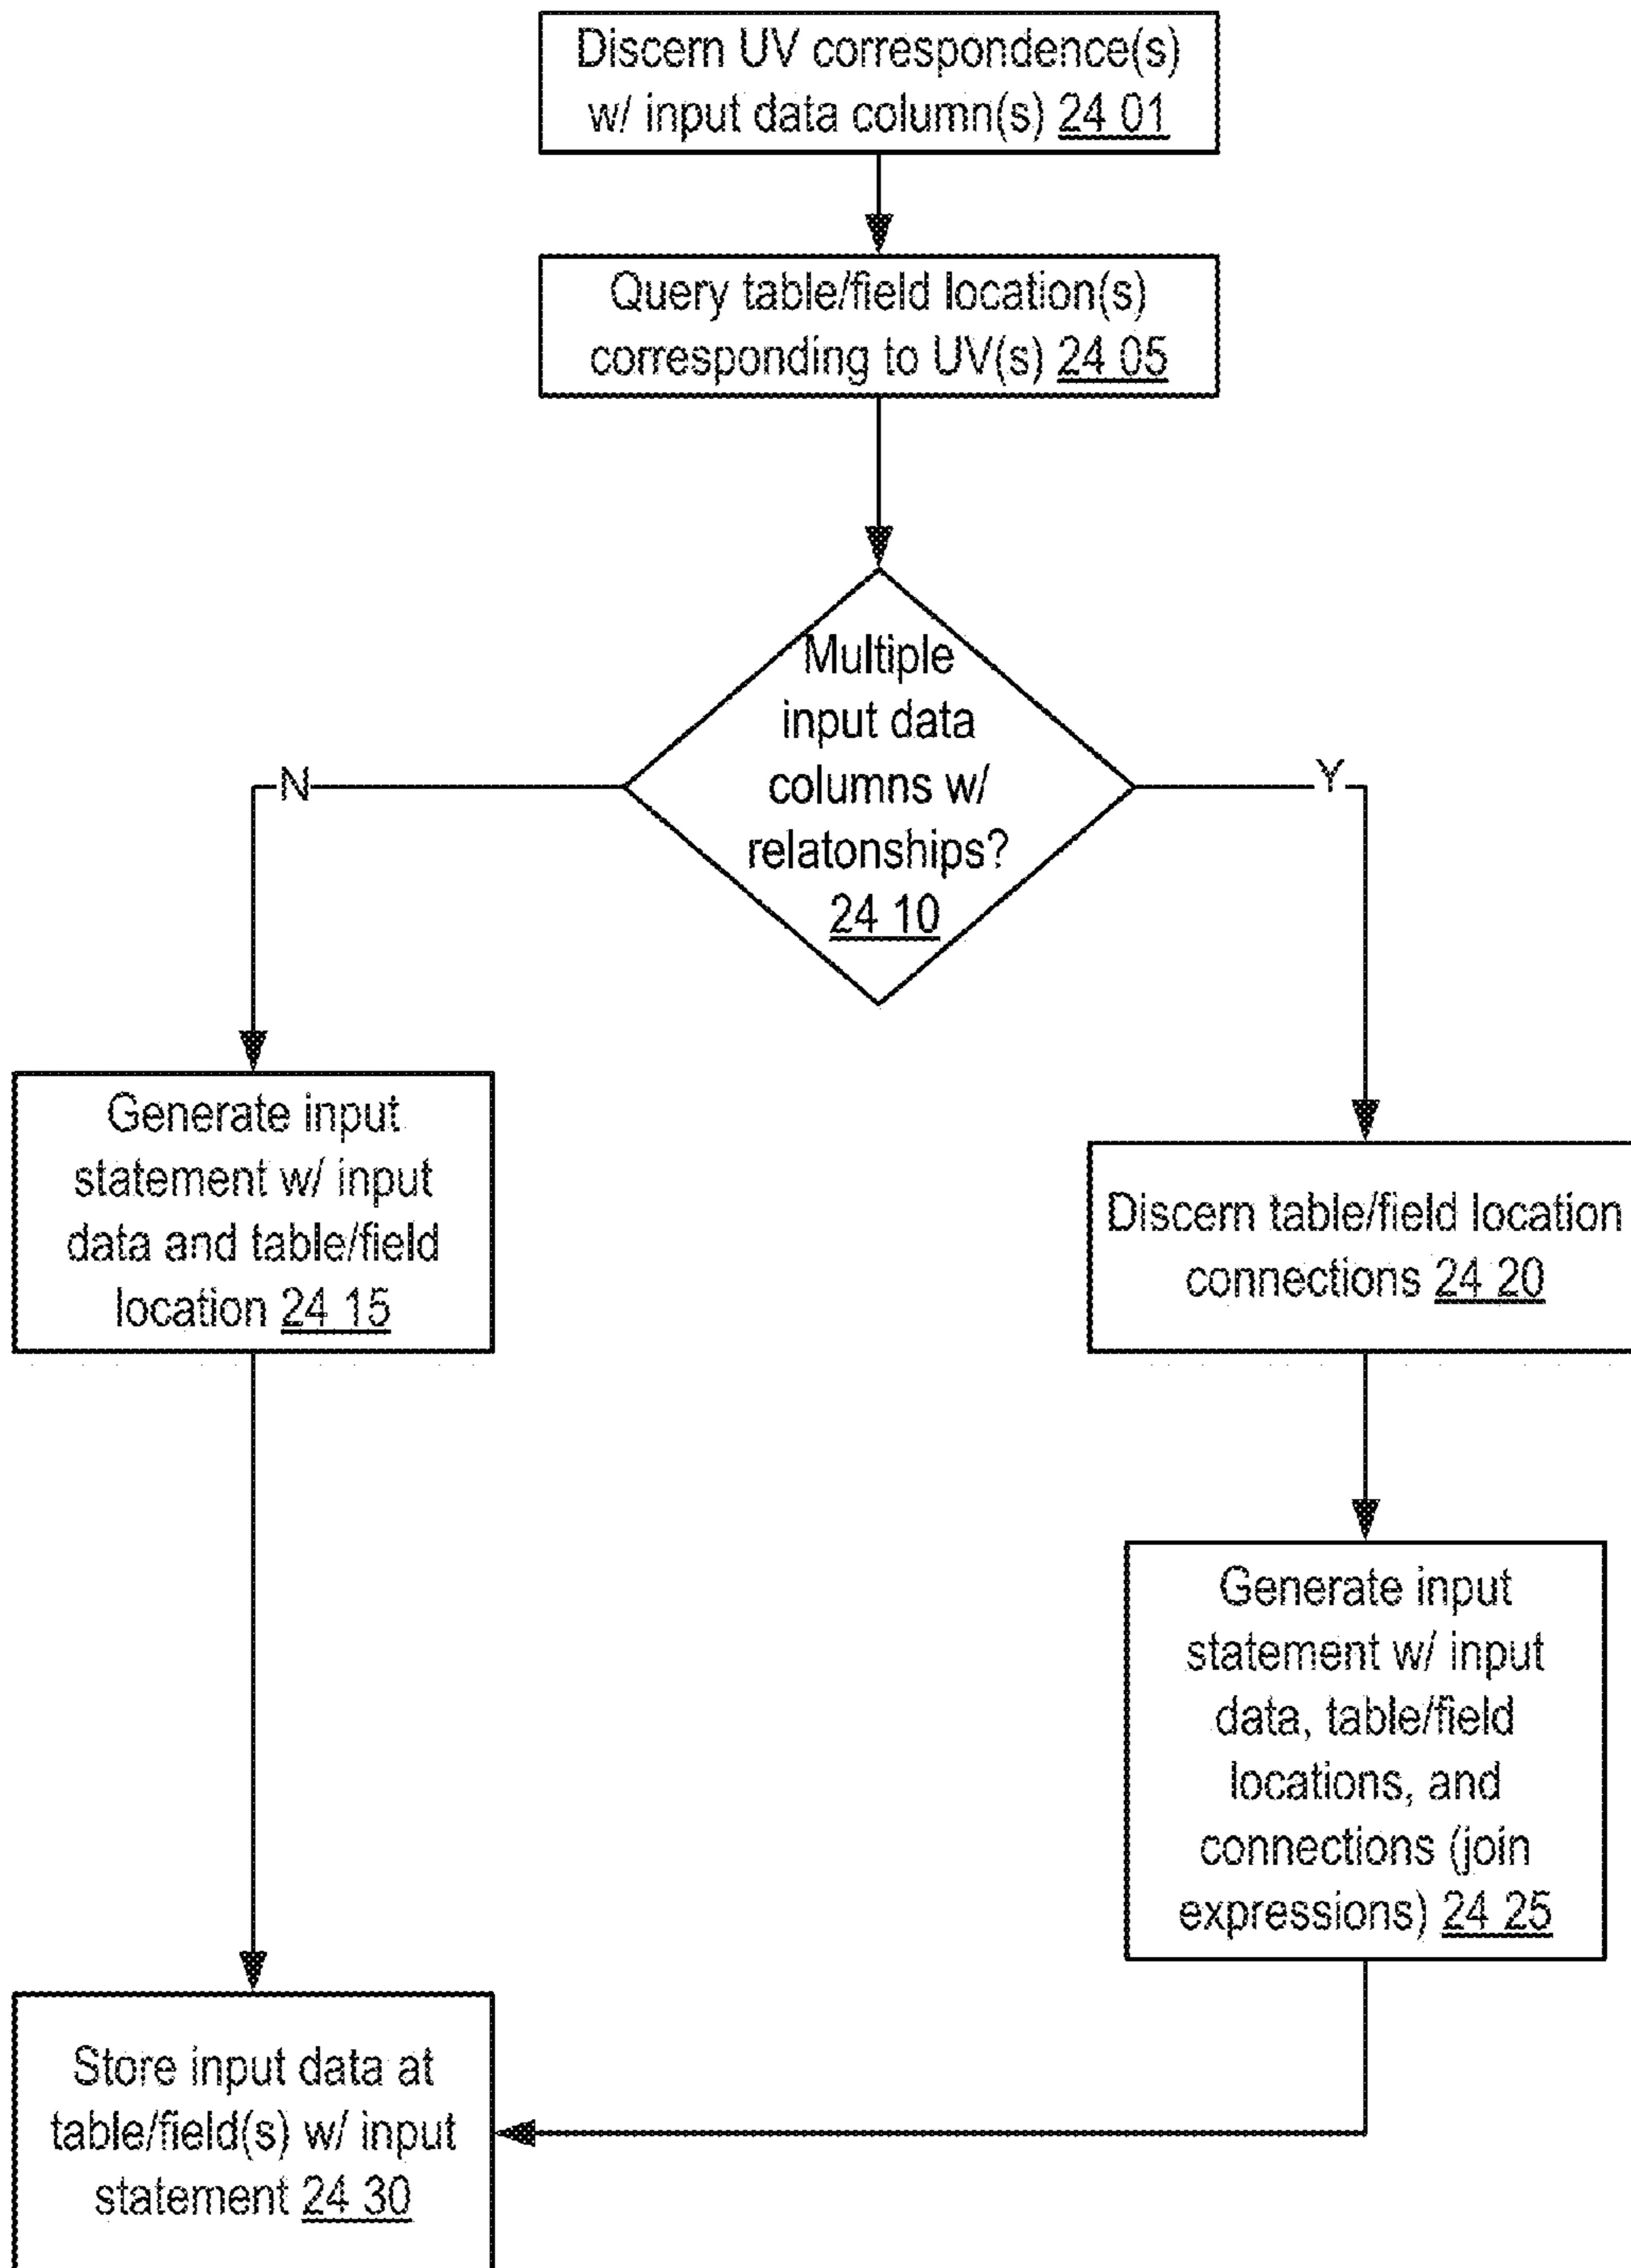 Discern UV correspondence(s)
w/ input data column(s) 24 01
Query table/field location(s)
corresponding to UV(s) 24 05
Multiple
input data
columns w/
relatonships?
24 10
N
Y
Generate input
statement w/ input
data and table/field
location 24 15
Discern table/field location
connections 24 20
Generate input
statement w/ input
data, table/field
locations, and
connections (join
expressions) 24 25
Store input data at
table/field(s) w/ input
statement 24 30